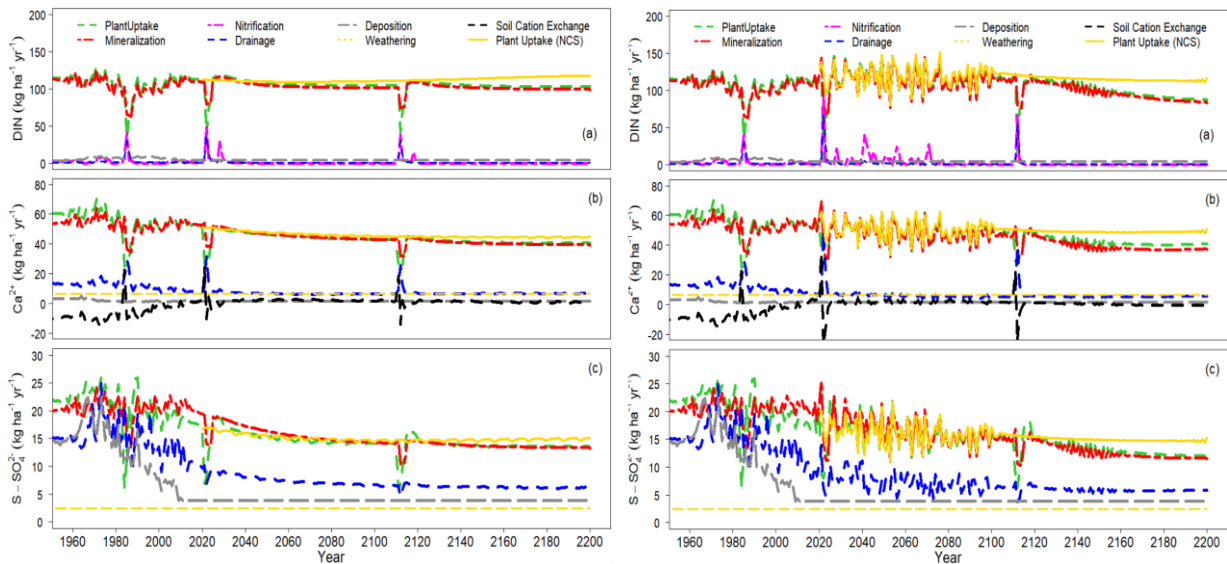 PlantUptake Nitrification Deposition Soil Cation Exchange
Mineralization Drainage Weathering Plant Uptake (NCS)
DIN (kg ha⁻¹ yr⁻¹)
200
150
100
50
0
(a)
Ca²⁺ (kg ha⁻¹ yr⁻¹)
80
60
40
20
0
-20
(b)
S – SO₄²⁻ (kg ha⁻¹ yr⁻¹)
30
25
20
15
10
5
0
(c)
1960 1980 2000 2020 2040 2060 2080 2100 2120 2140 2160 2180 2200
Year
PlantUptake Nitrification Deposition Soil Cation Exchange
Mineralization Drainage Weathering Plant Uptake (NCS)
DIN (kg ha⁻¹ yr⁻¹)
200
150
100
50
0
(a)
Ca²⁺ (kg ha⁻¹ yr⁻¹)
80
60
40
20
0
-20
(b)
S – SO₄²⁻ (kg ha⁻¹ yr⁻¹)
30
25
20
15
10
5
0
(c)
1960 1980 2000 2020 2040 2060 2080 2100 2120 2140 2160 2180 2200
Year